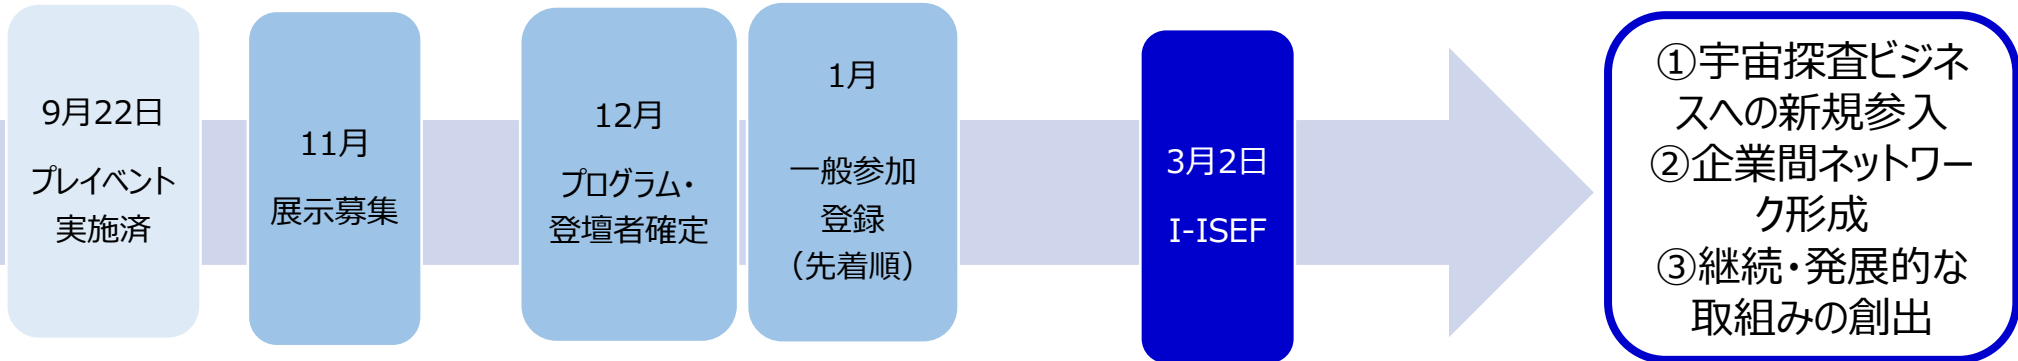 9月22日
プレイベント
実施済
11月
展示募集
12月
プログラム・
登壇者確定
1月
一般参加
登録
（先着順）
3月2日
I-ISEF
①宇宙探査ビジネ
スへの新規参入
②企業間ネットワー
ク形成
③継続・発展的な
取組みの創出